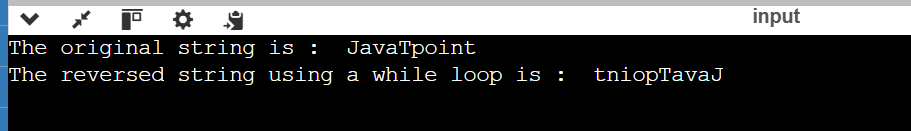 input
The original string is :  JavaTpoint
The reversed string using a while loop is :  tniopTavaJ